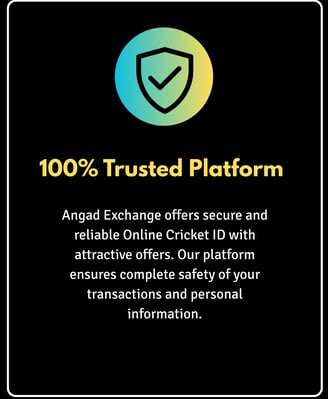 100% Trusted Platform
Angad Exchange offers secure and
reliable Online Cricket ID with
attractive offers. Our platform
ensures complete safety of your
transactions and personal
information.